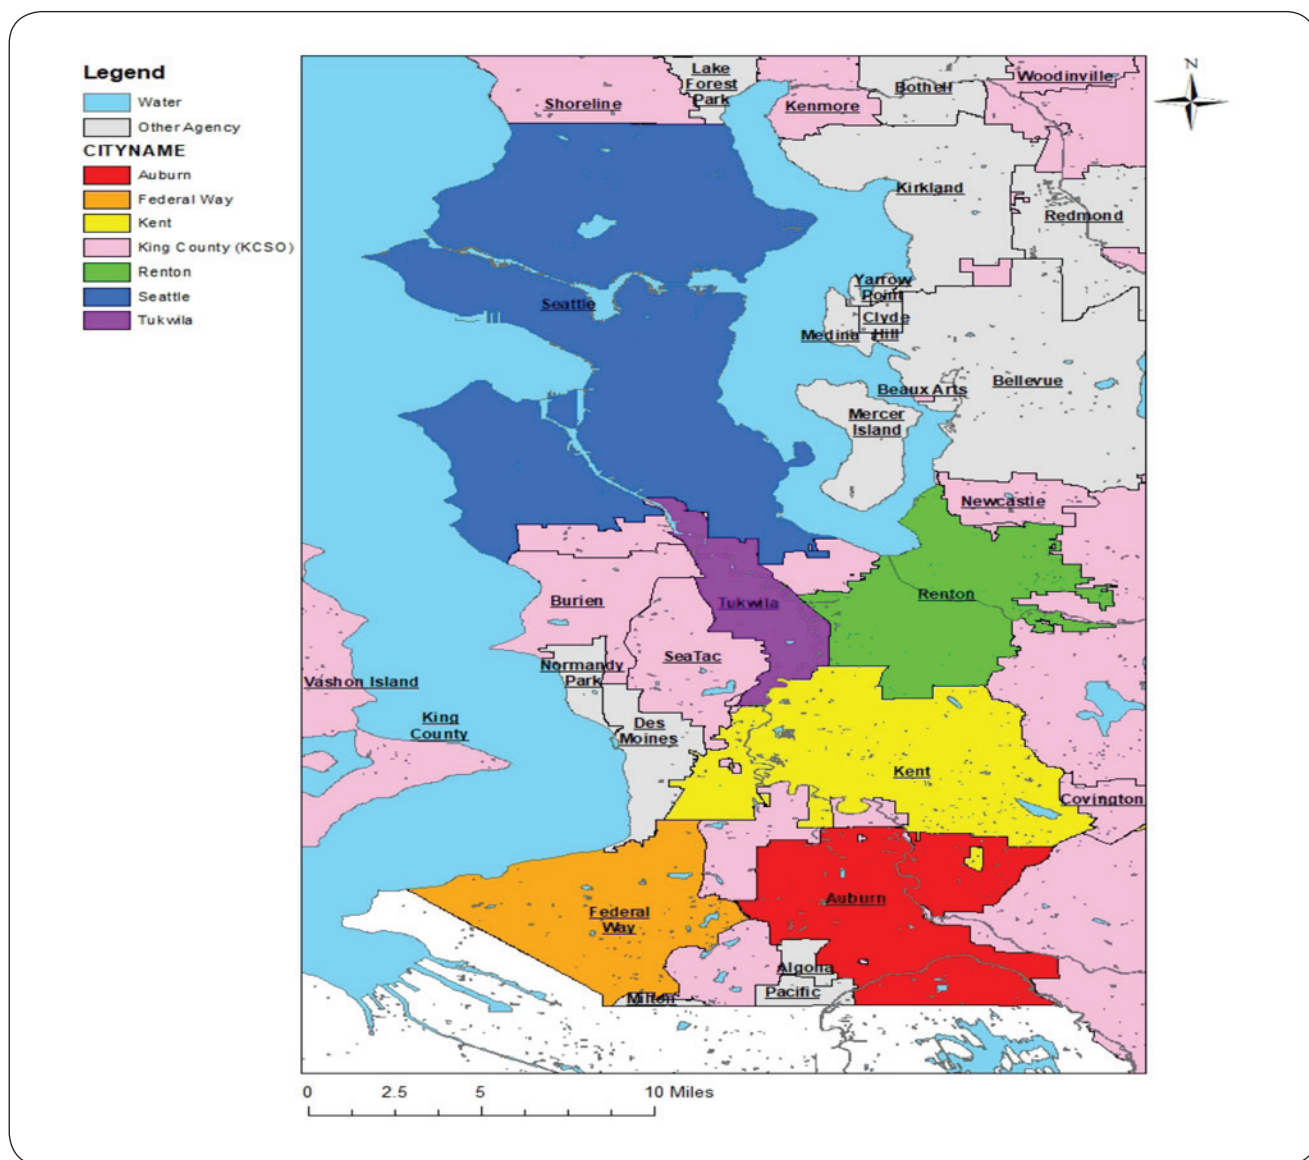 Legend
Water
Other Agency
CITYNAME
Auburn
Federal Way
Kent
King County (KCSO)
Renton
Seattle
Tukwila
N
Lake
Forest
Park
Shoreline
Kenmore
Bothell
Woodinville
Kirkland
Redmond
Seattle
Yarrow
Point
Clyde
Hill
Medina
Bellevue
Beaux Arts
Mercer
Island
Newcastle
Burien
Tukwila
Renton
Normandy
Park
SeaTac
Vashon Island
King
County
Des
Moines
Kent
Covington
Federal
Way
Auburn
Algona
Pacific
Milton
0 2.5 5 10 Miles